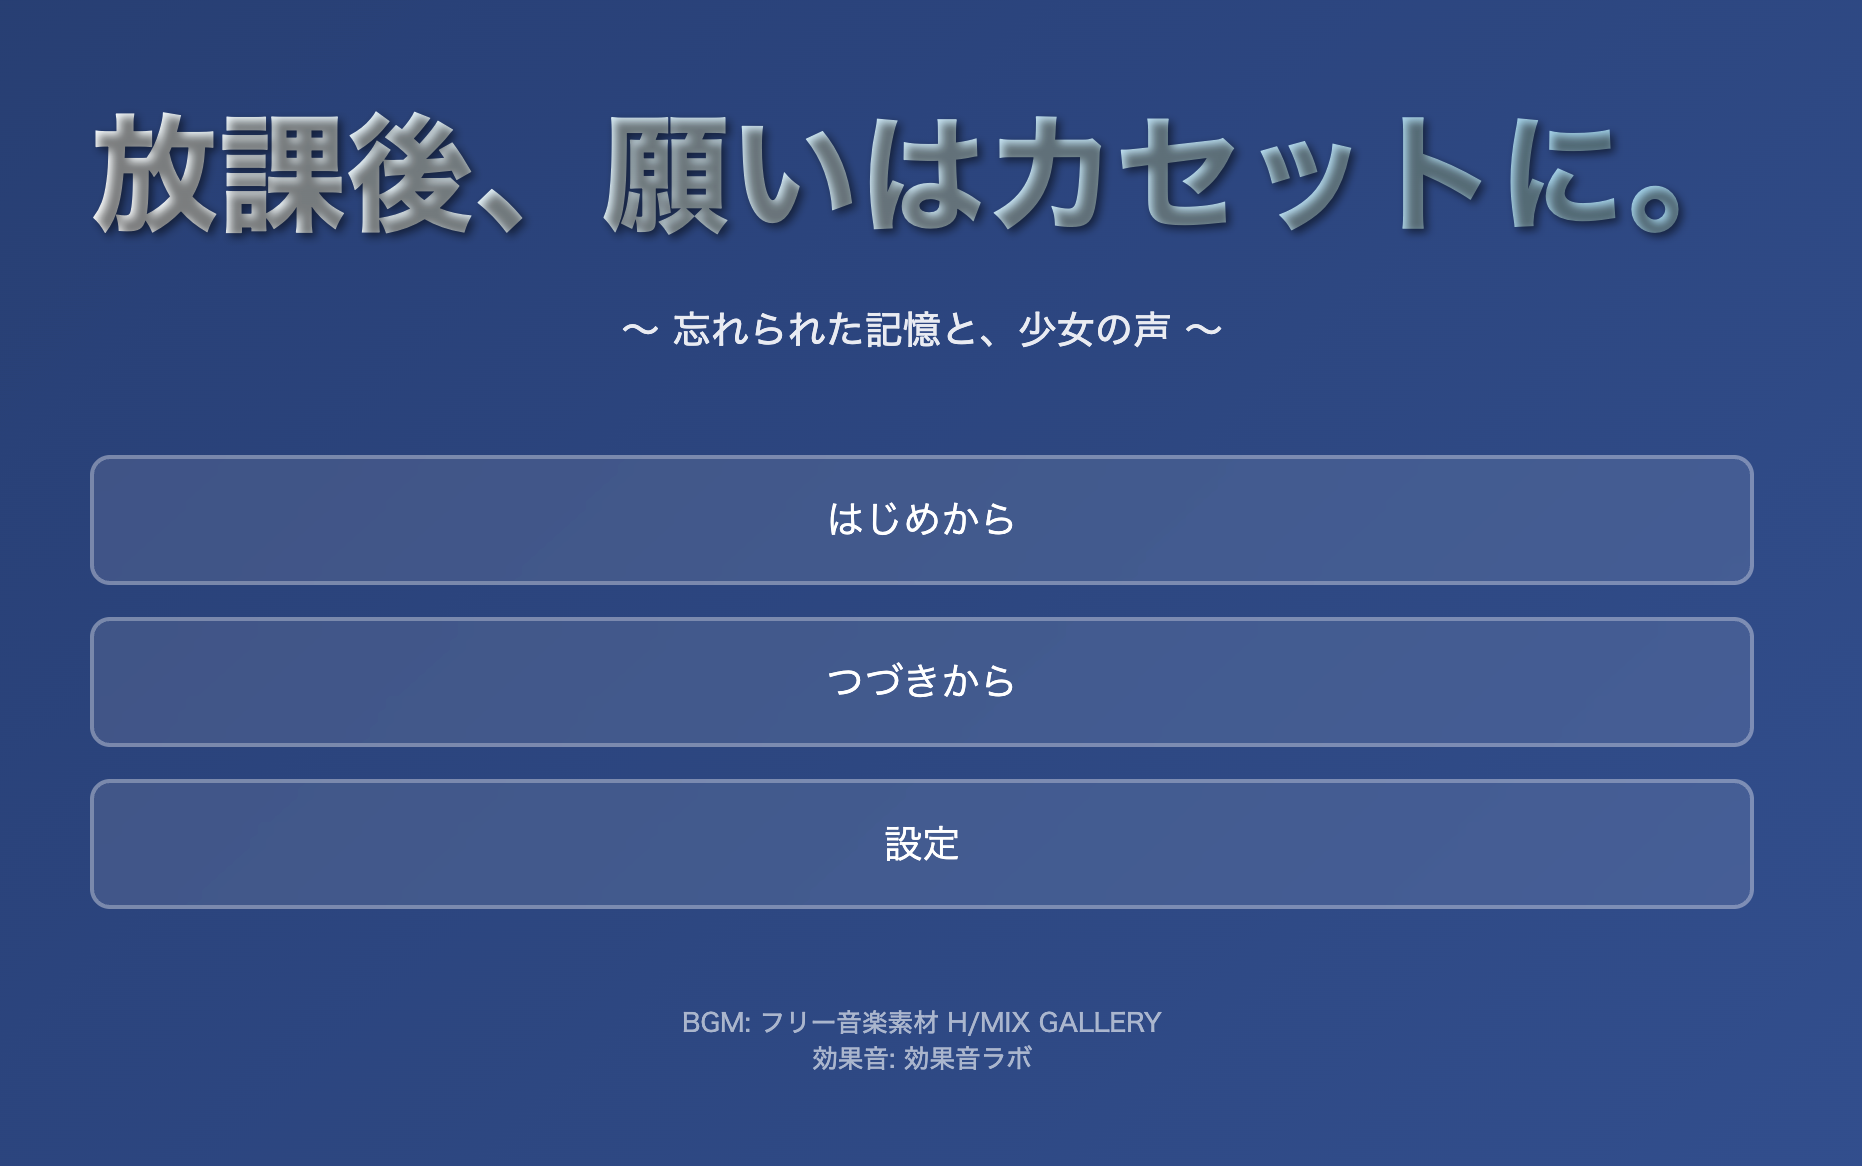 放課後、願いはカセットに。
〜 忘れられた記憶と、少女の声 〜
はじめから
つづきから
設定
BGM: フリー音楽素材 H/MIX GALLERY
効果音: 効果音ラボ